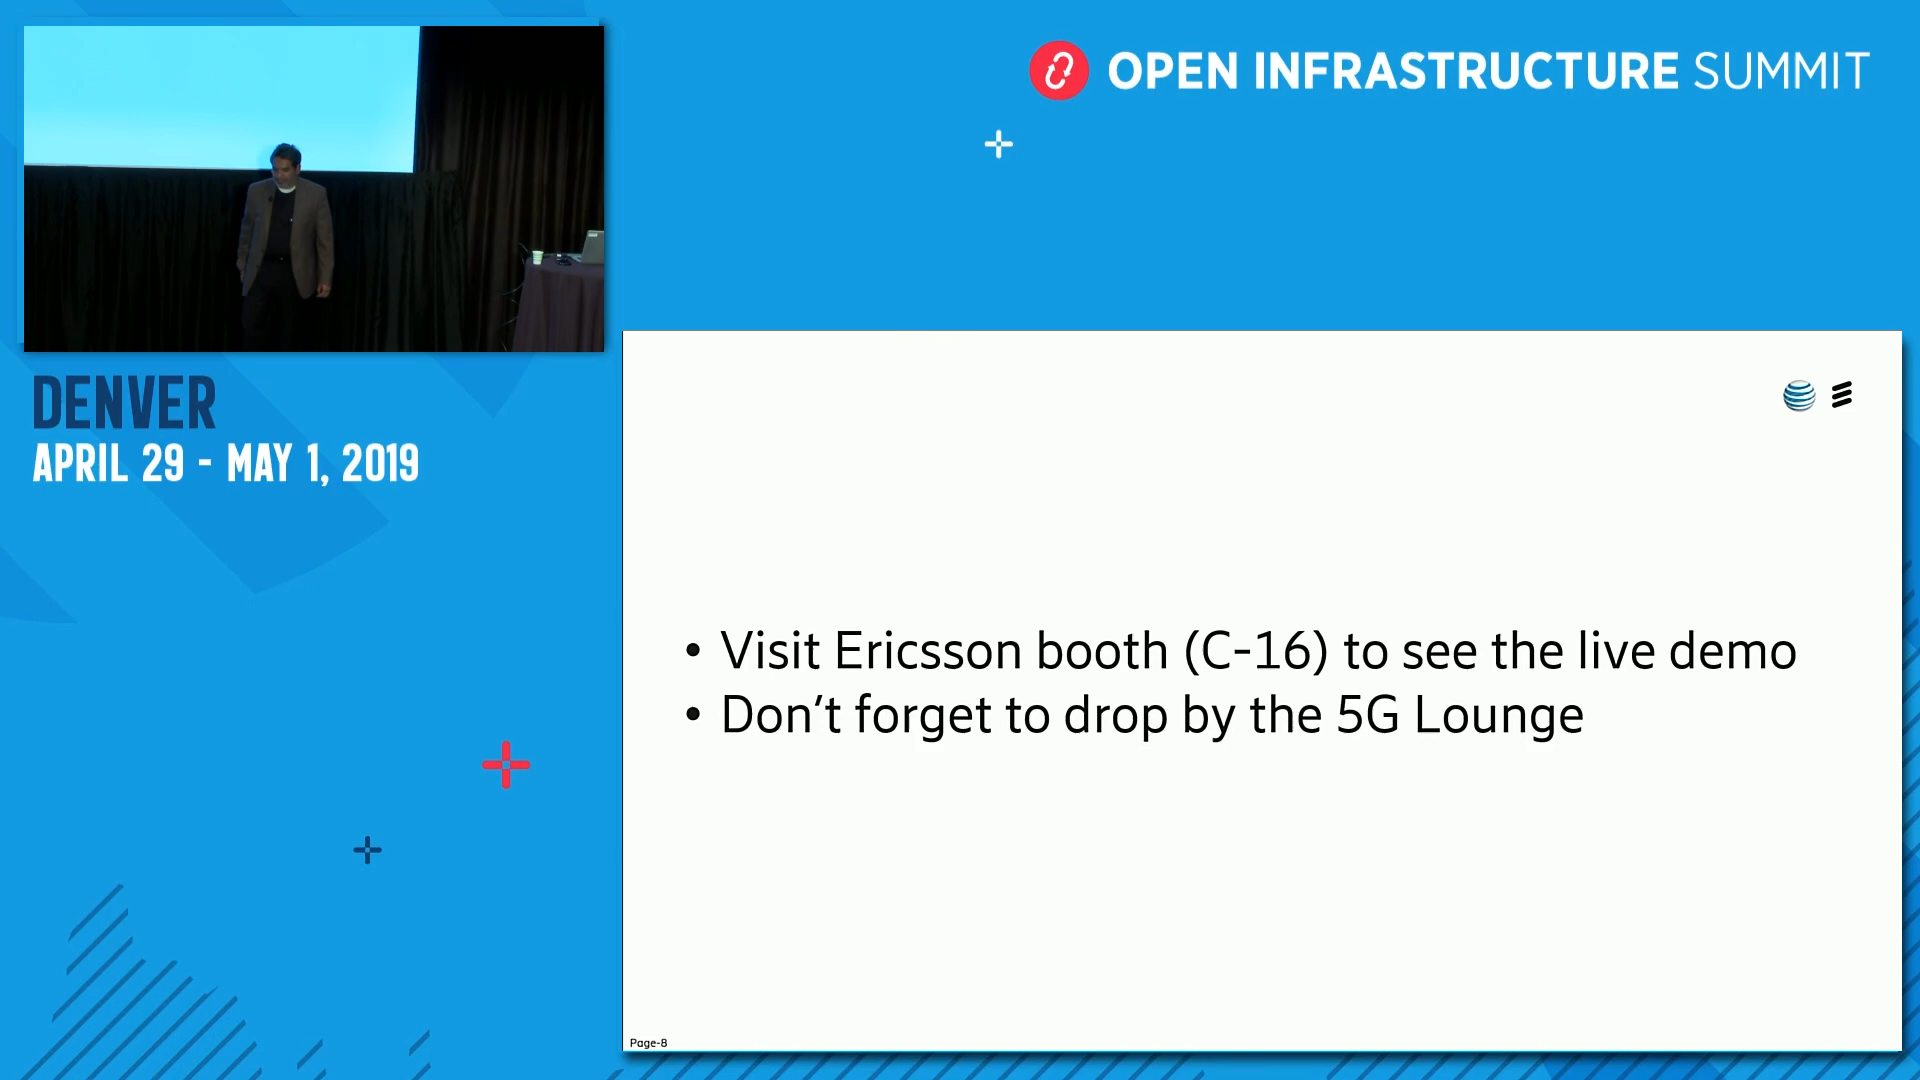 OPEN INFRASTRUCTURE SUMMIT
DENVER
APRIL 29 - MAY 1, 2019
• Visit Ericsson booth (C-16) to see the live demo
• Don’t forget to drop by the 5G Lounge
Page-8